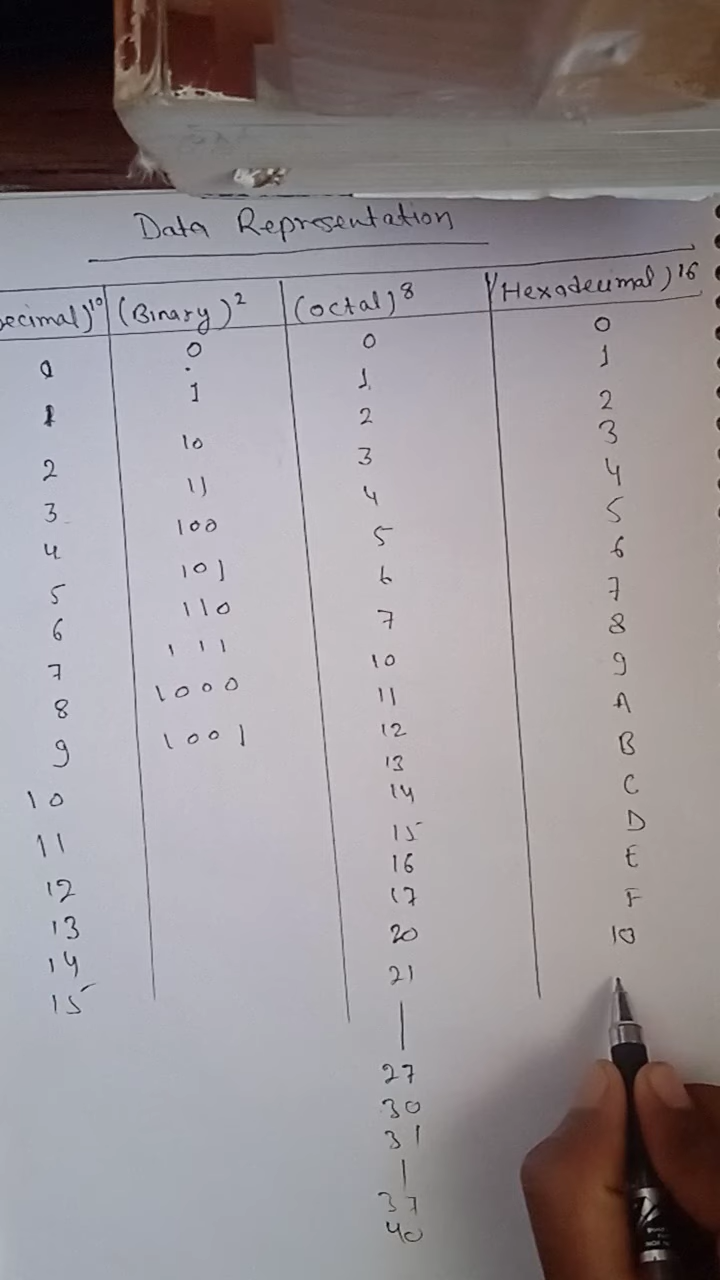 Data Representation
ecimal)10 (Binary)2 (Octal)8 (Hexadecimal)16
0 0 0 0
1 1 1 1
2 10 2 2
3 11 3 3
4 100 4 4
5 101 5 5
6 110 6 6
7 111 7 7
8 1000 10 8
9 1001 11 9
10 12 A
11 13 B
12 14 C
13 15 D
14 16 E
15 17 F
20 10
21
|
27
30
31
|
37
40